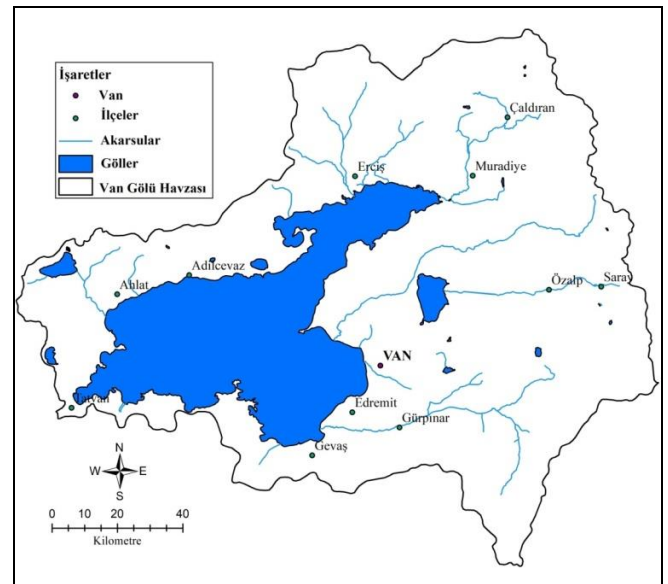 İşaretler
Van
İlçeler
Akarsular
Göller
Van Gölü Havzası
Çaldıran
Erciş
Muradiye
Adilcevaz
Ahlat
Özalp
Saray
VAN
Tatvan
Edremit
Gürpınar
Gevaş
N
W E
S
0 10 20 40
Kilometre